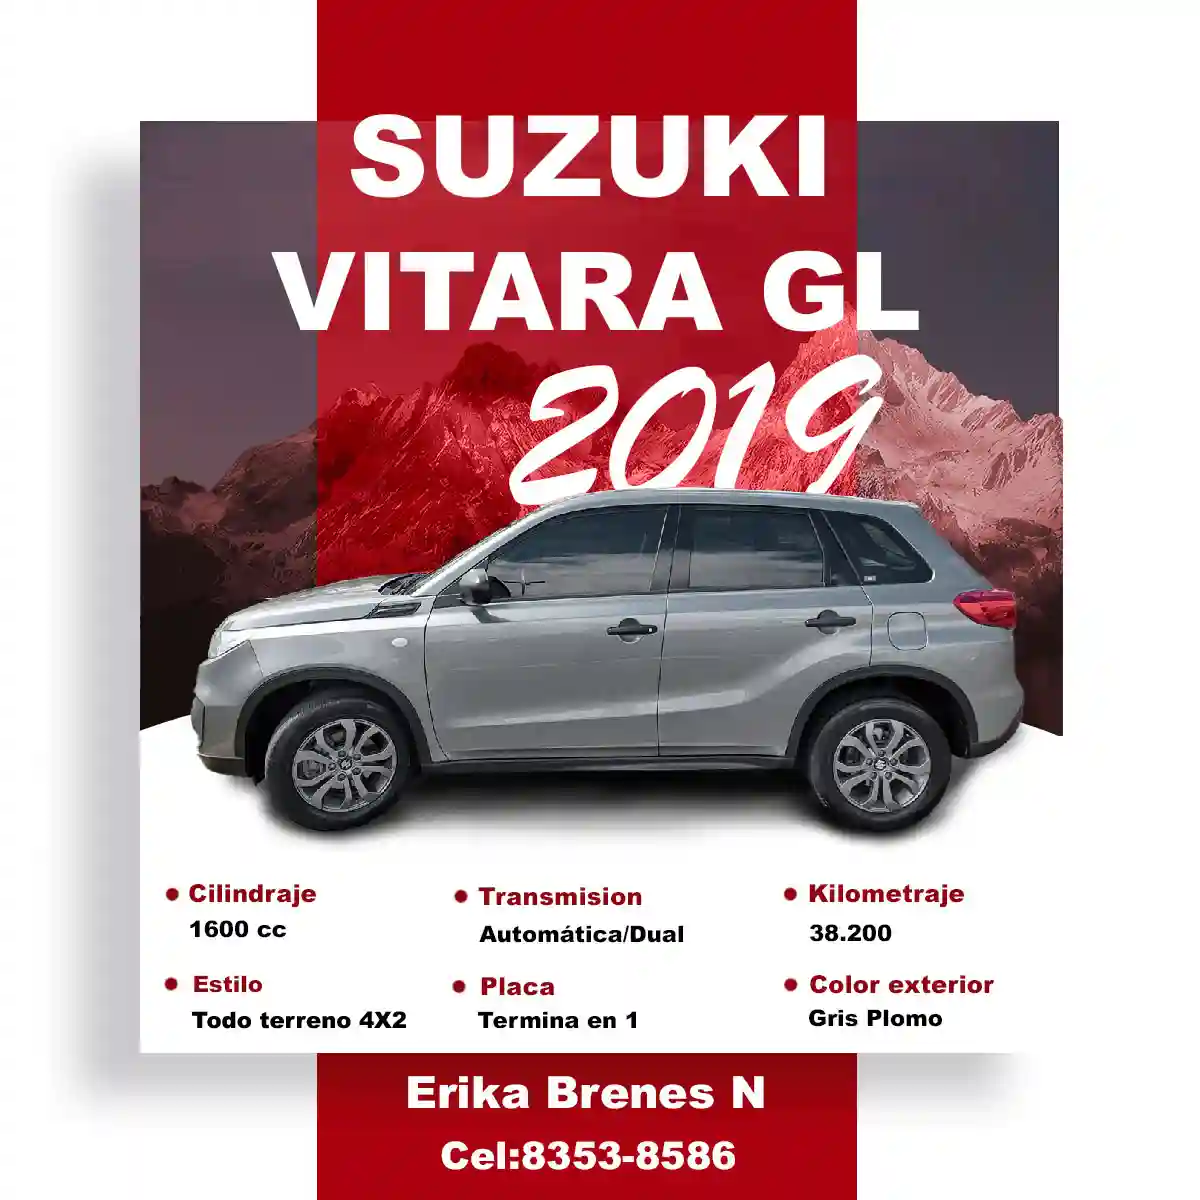 SUZUKI
VITARA GL
2019
Cilindraje
1600 cc
Transmision
Automática/Dual
Kilometraje
38.200
Estilo
Todo terreno 4X2
Placa
Termina en 1
Color exterior
Gris Plomo
Erika Brenes N
Cel:8353-8586